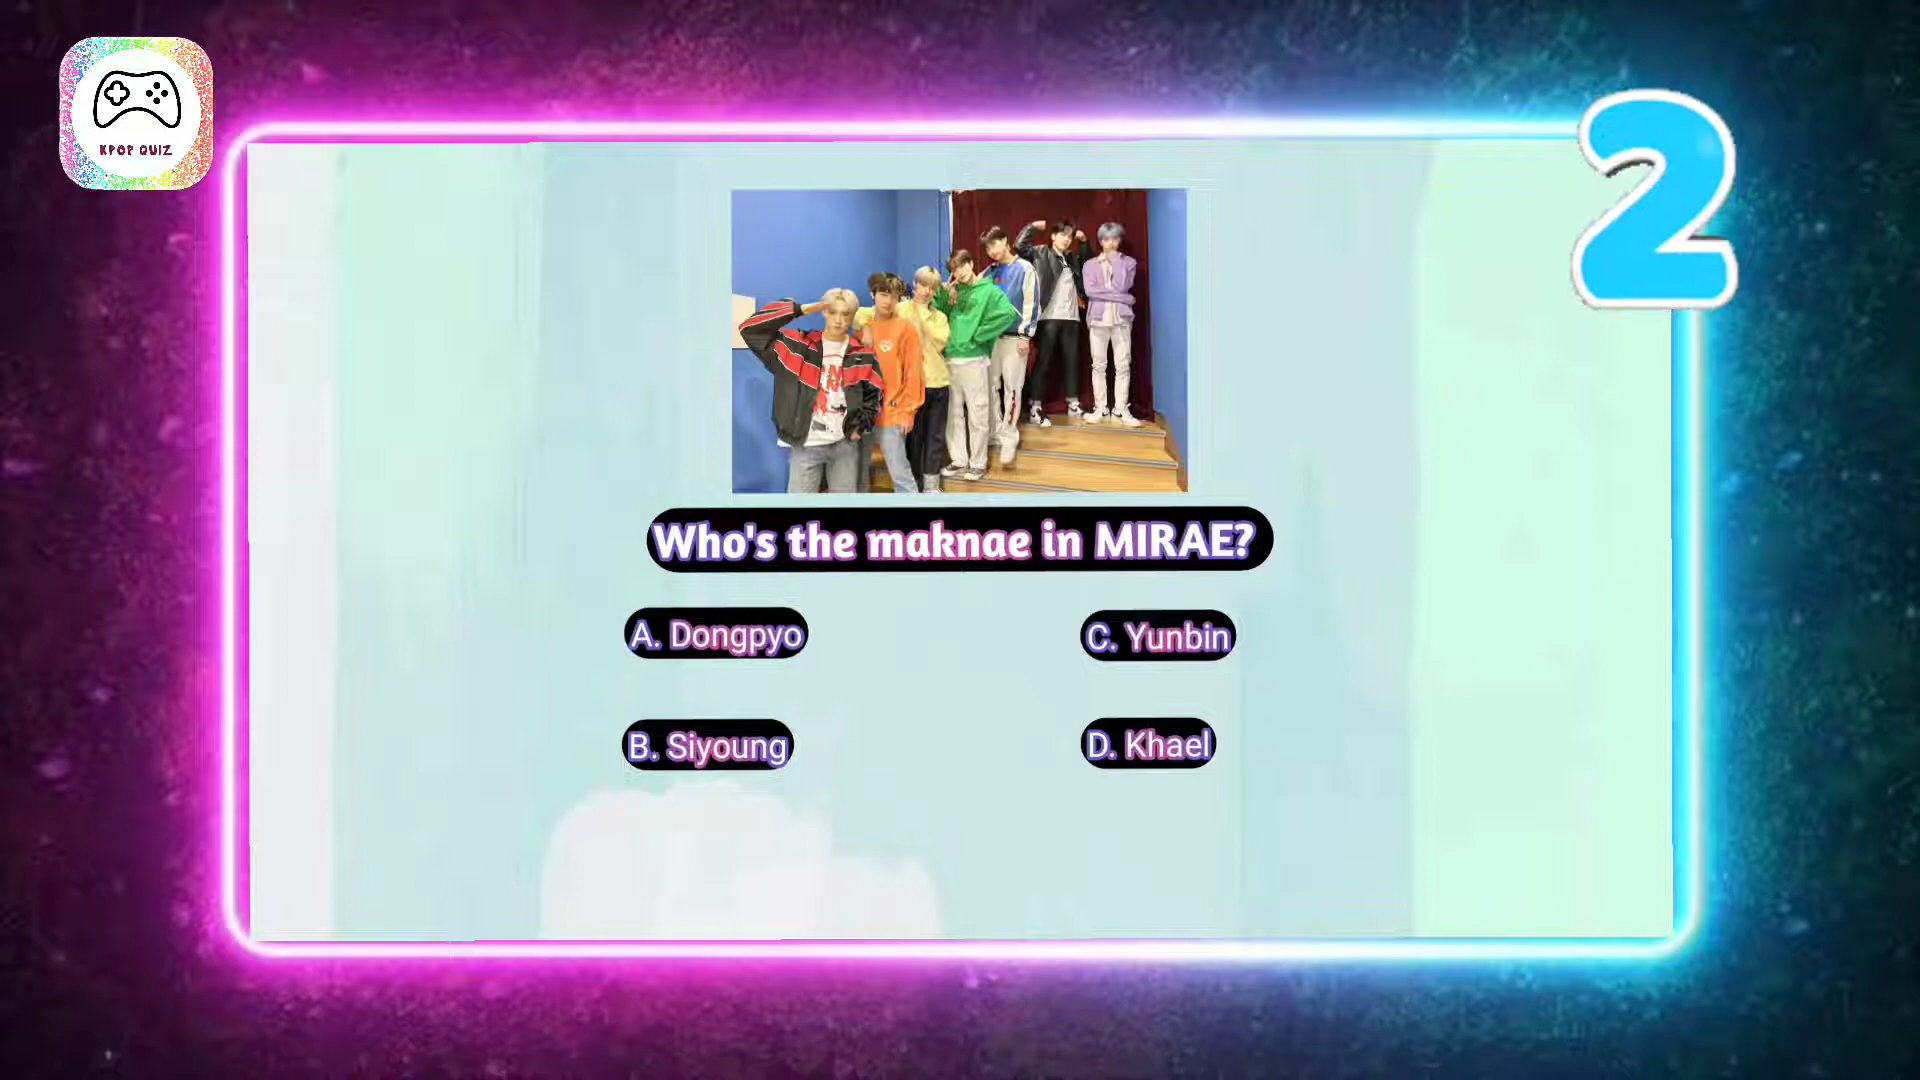 KPOP QUIZ
2
Who's the maknae in MIRAE?
A. Dongpyo
C. Yunbin
B. Siyoung
D. Khael